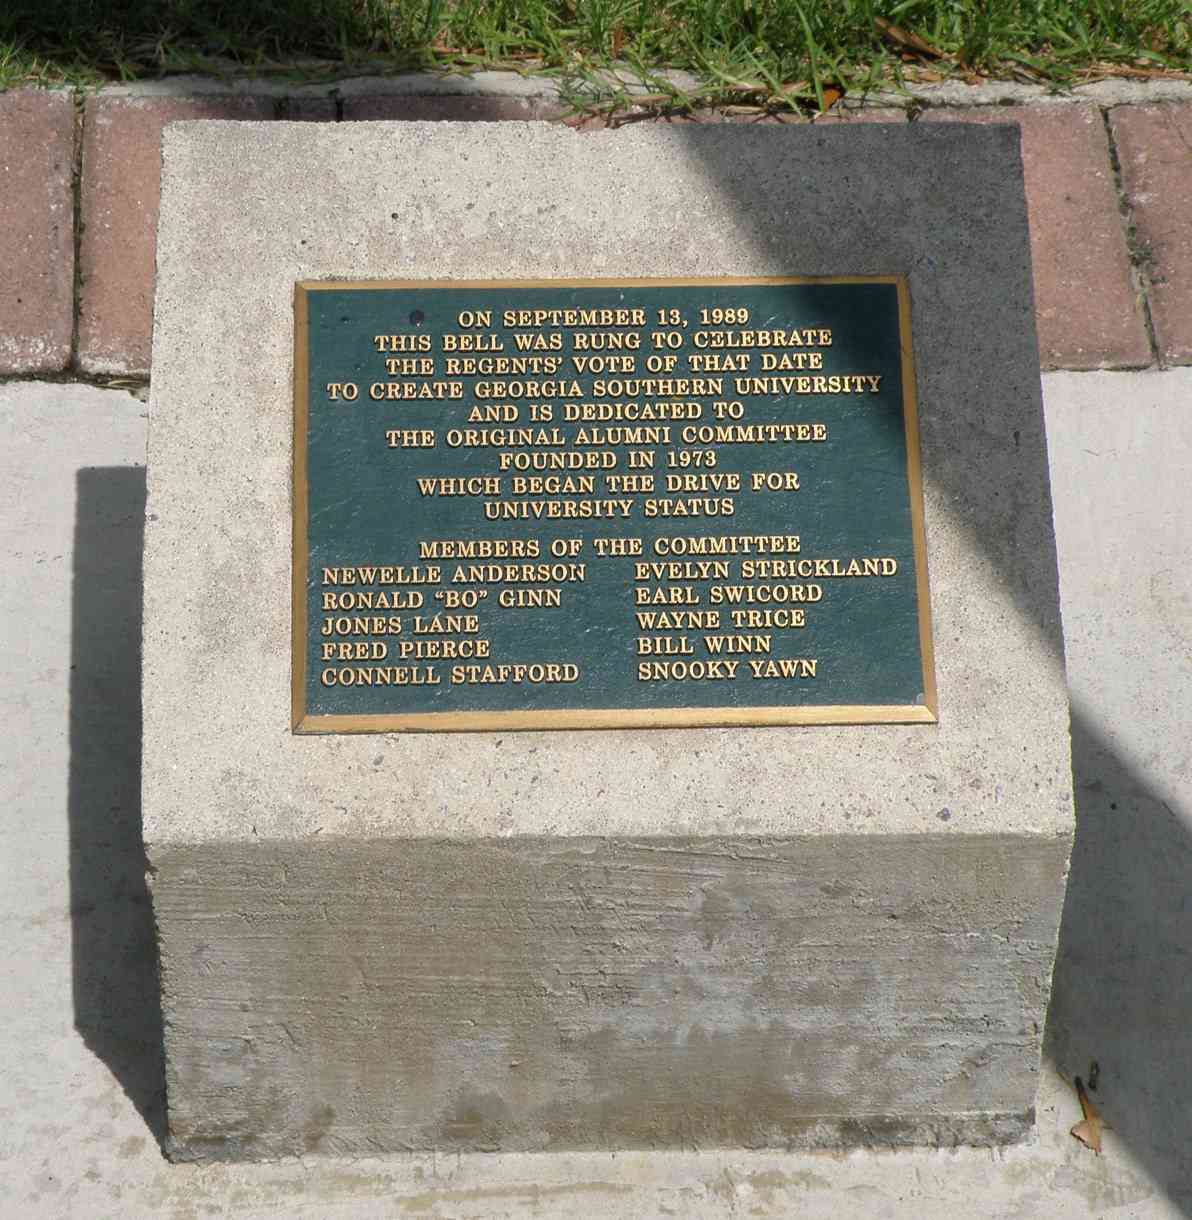 ON SEPTEMBER 13, 1989
THIS BELL WAS RUNG TO CELEBRATE
THE REGENTS' VOTE OF THAT DATE
TO CREATE GEORGIA SOUTHERN UNIVERSITY
AND IS DEDICATED TO
THE ORIGINAL ALUMNI COMMITTEE
FOUNDED IN 1973
WHICH BEGAN THE DRIVE FOR
UNIVERSITY STATUS
MEMBERS OF THE COMMITTEE
NEWELLE ANDERSON EVELYN STRICKLAND
RONALD "BO" GINN EARL SWICORD
JONES LANE WAYNE TRICE
FRED PIERCE BILL WINN
CONNELL STAFFORD SNOOKY YAWN